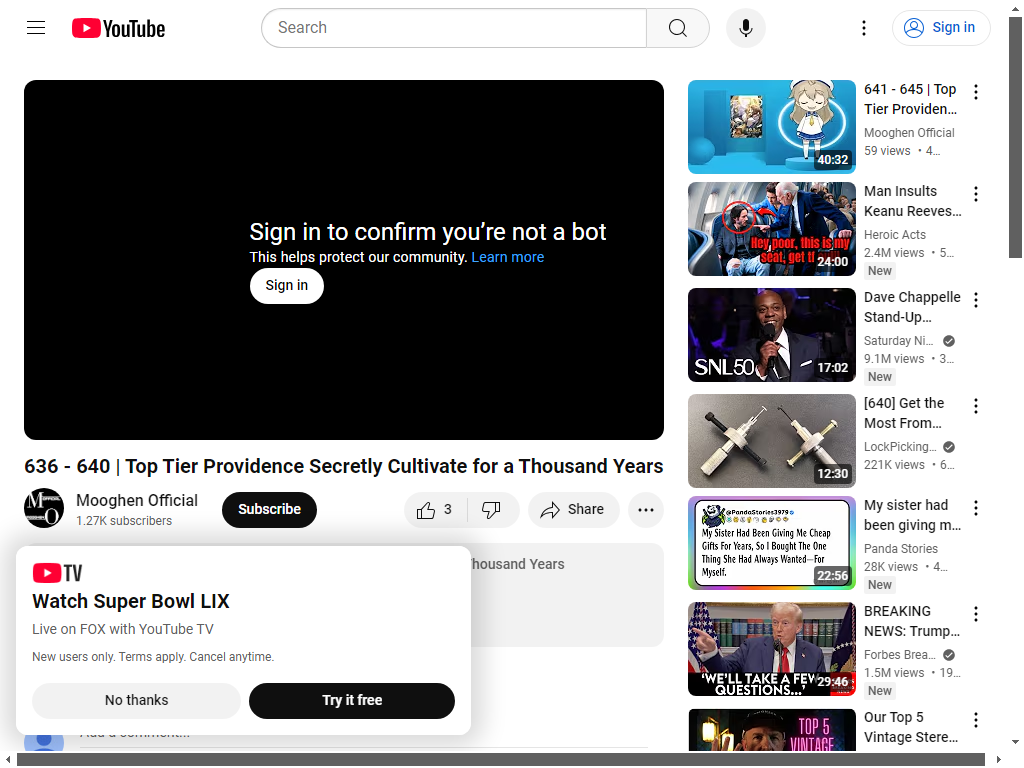 YouTube
Search
Sign in
Sign in to confirm you’re not a bot
This helps protect our community. Learn more
Sign in
636 - 640 | Top Tier Providence Secretly Cultivate for a Thousand Years
Mooghen Official
1.27K subscribers
Subscribe
3
Share
housand Years
TV
Watch Super Bowl LIX
Live on FOX with YouTube TV
New users only. Terms apply. Cancel anytime.
No thanks
Try it free
641 - 645 | Top
Tier Providen...
Mooghen Official
59 views • 4...
40:32
Man Insults
Keanu Reeves...
Heroic Acts
2.4M views • 5...
New
Hey poor, this is my
seat, get
24:00
Dave Chappelle
Stand-Up...
Saturday Ni...
9.1M views • 3...
New
SNL50
17:02
[640] Get the
Most From...
LockPicking...
221K views • 6...
12:30
My sister had
been giving m...
Panda Stories
28K views • 4...
New
@PandaStories3979
My Sister Had Been Giving Me Cheap
Gifts For Years, So I Bought The One
Thing She Had Always Wanted—For
Myself.
22:56
BREAKING
NEWS: Trump...
Forbes Brea...
1.5M views • 19...
New
‘WE’LL TAKE A FEW
QUESTIONS...’
29:46
Our Top 5
Vintage Stere...
TOP 5
VINTAGE